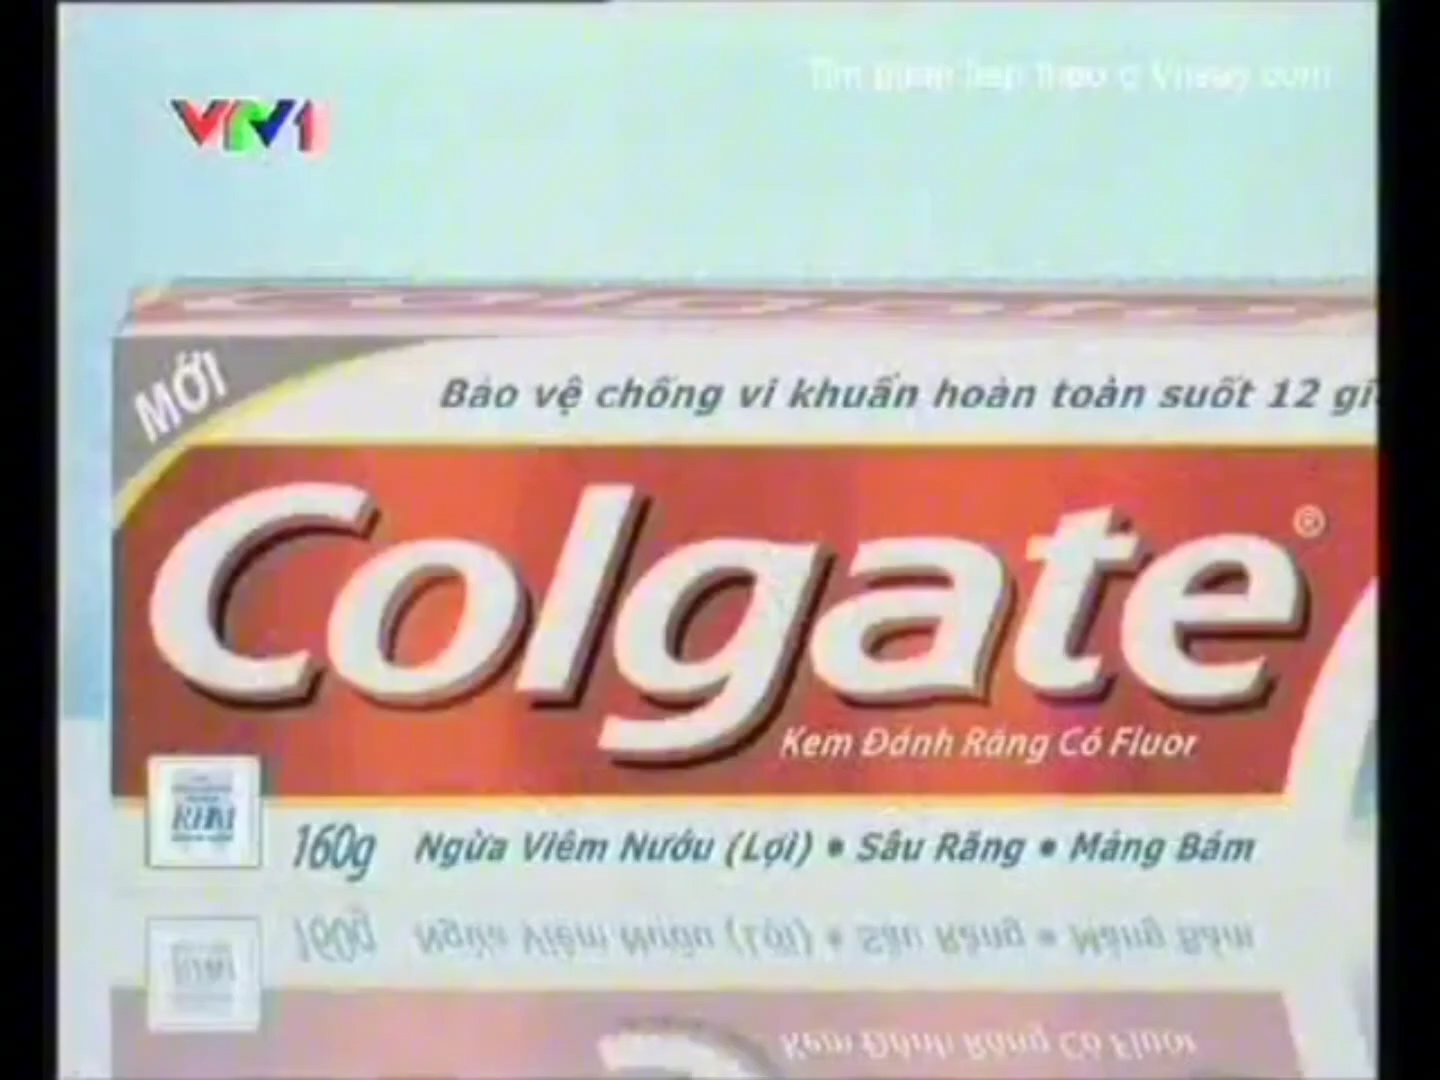 VTV1
MỚI
Bảo vệ chống vi khuẩn hoàn toàn suốt 12
Colgate®
Kem Đánh Răng Có Fluor
RHM
160g Ngừa Viêm Nướu (Lợi) • Sâu Răng • Mảng Bám